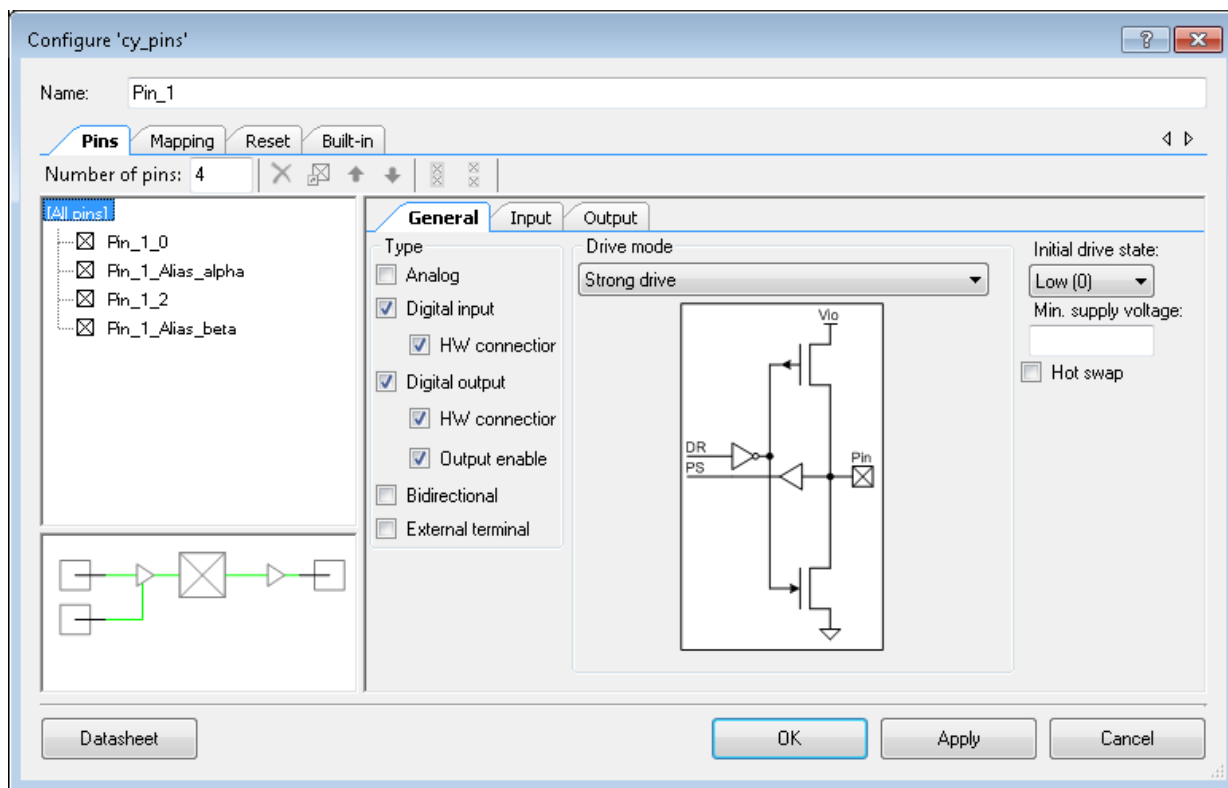 Configure 'cy_pins'
Name: Pin_1
Pins Mapping Reset Built-in
Number of pins: 4
[All pins]
Pin_1_0
Pin_1_Alias_alpha
Pin_1_2
Pin_1_Alias_beta
General Input Output
Type
Analog
Digital input
HW connection
Digital output
HW connection
Output enable
Bidirectional
External terminal
Drive mode
Strong drive
Vio
DR
PS
Pin
Initial drive state:
Low (0)
Min. supply voltage:
Hot swap
Datasheet OK Apply Cancel